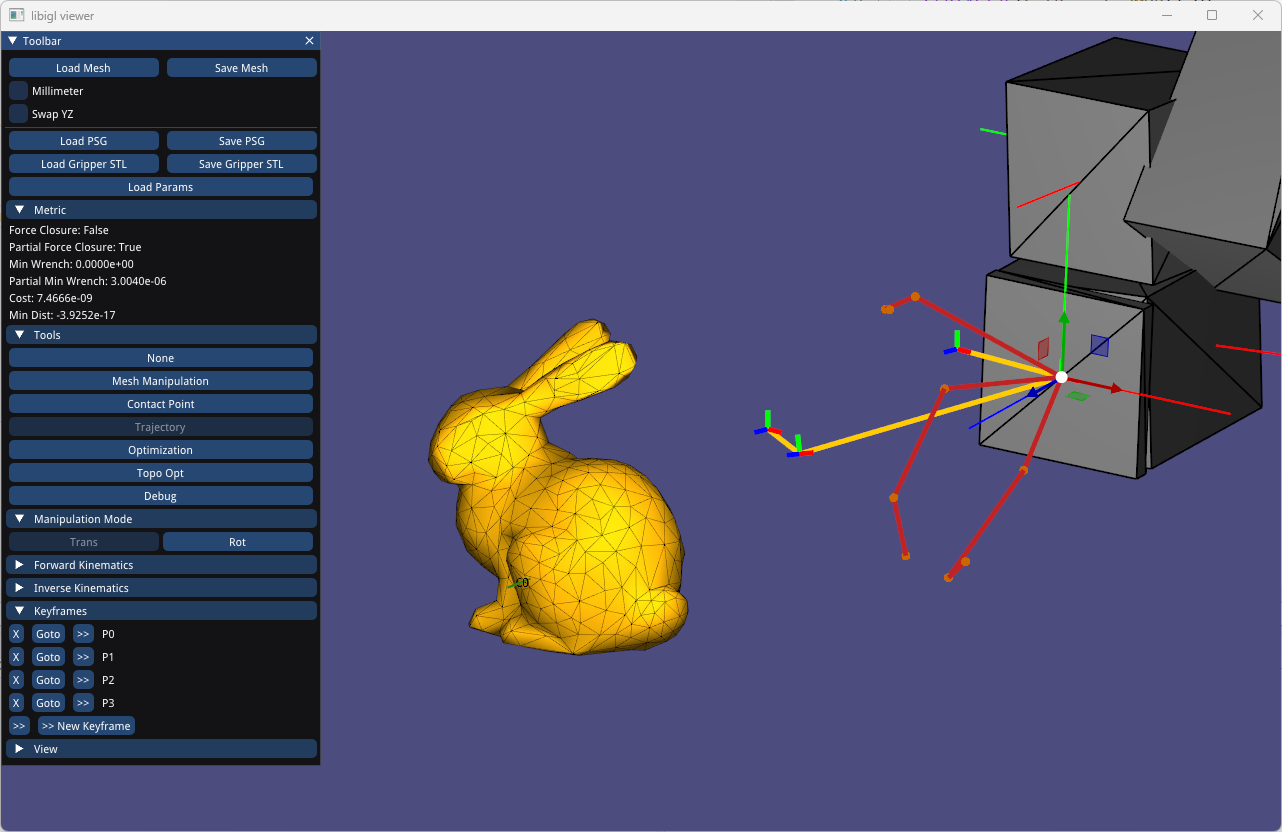 libigl viewer
Toolbar
Load Mesh Save Mesh
Millimeter
Swap YZ
Load PSG Save PSG
Load Gripper STL Save Gripper STL
Load Params
Metric
Force Closure: False
Partial Force Closure: True
Min Wrench: 0.0000e+00
Partial Min Wrench: 3.0040e-06
Cost: 7.4666e-09
Min Dist: -3.9252e-17
Tools
None
Mesh Manipulation
Contact Point
Trajectory
Optimization
Topo Opt
Debug
Manipulation Mode
Trans Rot
Forward Kinematics
Inverse Kinematics
Keyframes
X Goto >> P0
X Goto >> P1
X Goto >> P2
X Goto >> P3
>> >> New Keyframe
View